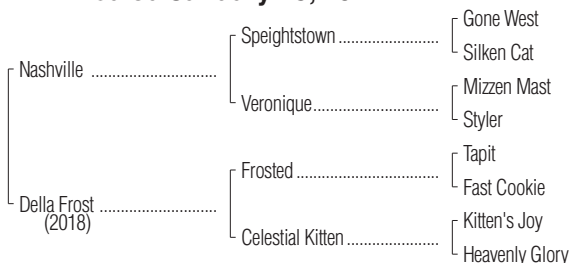 Speightstown
Gone West
Silken Cat
Nashville
Veronique
Mizzen Mast
Styler
Frosted
Tapit
Fast Cookie
Della Frost
(2018)
Celestial Kitten
Kitten's Joy
Heavenly Glory